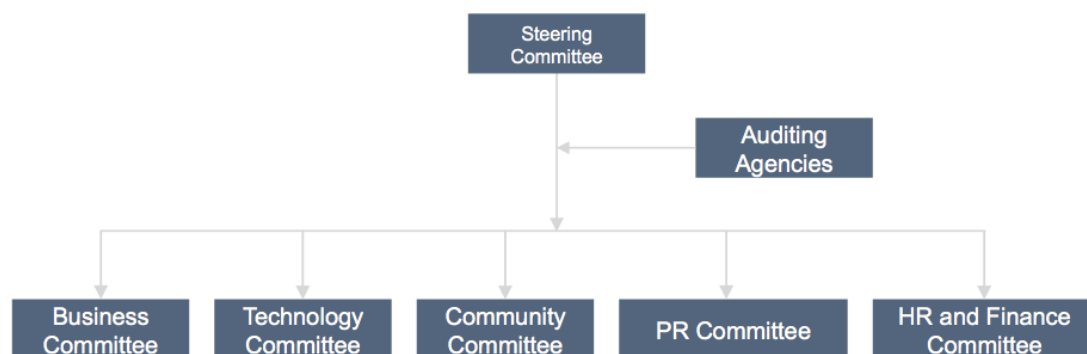 Steering
Committee
Auditing
Agencies
Business
Committee
Technology
Committee
Community
Committee
PR Committee
HR and Finance
Committee